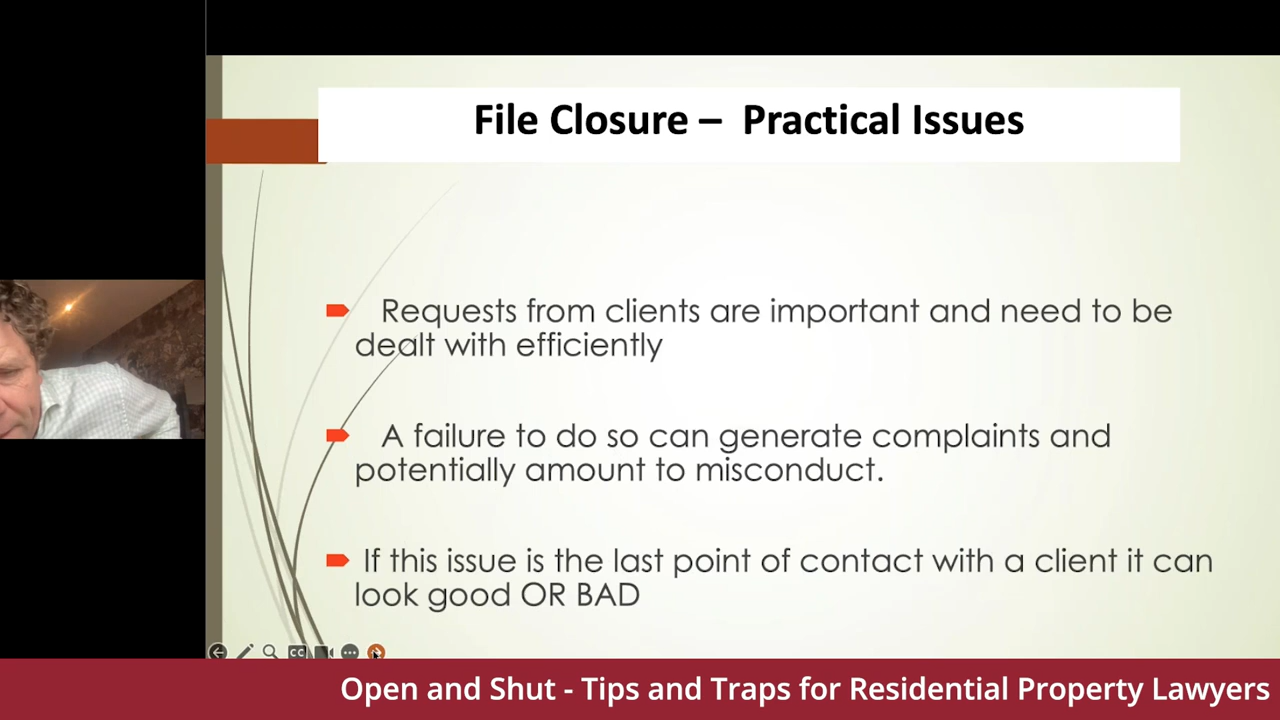 File Closure – Practical Issues
Requests from clients are important and need to be
dealt with efficiently
A failure to do so can generate complaints and
potentially amount to misconduct.
If this issue is the last point of contact with a client it can
look good OR BAD
CC
Open and Shut - Tips and Traps for Residential Property Lawyers